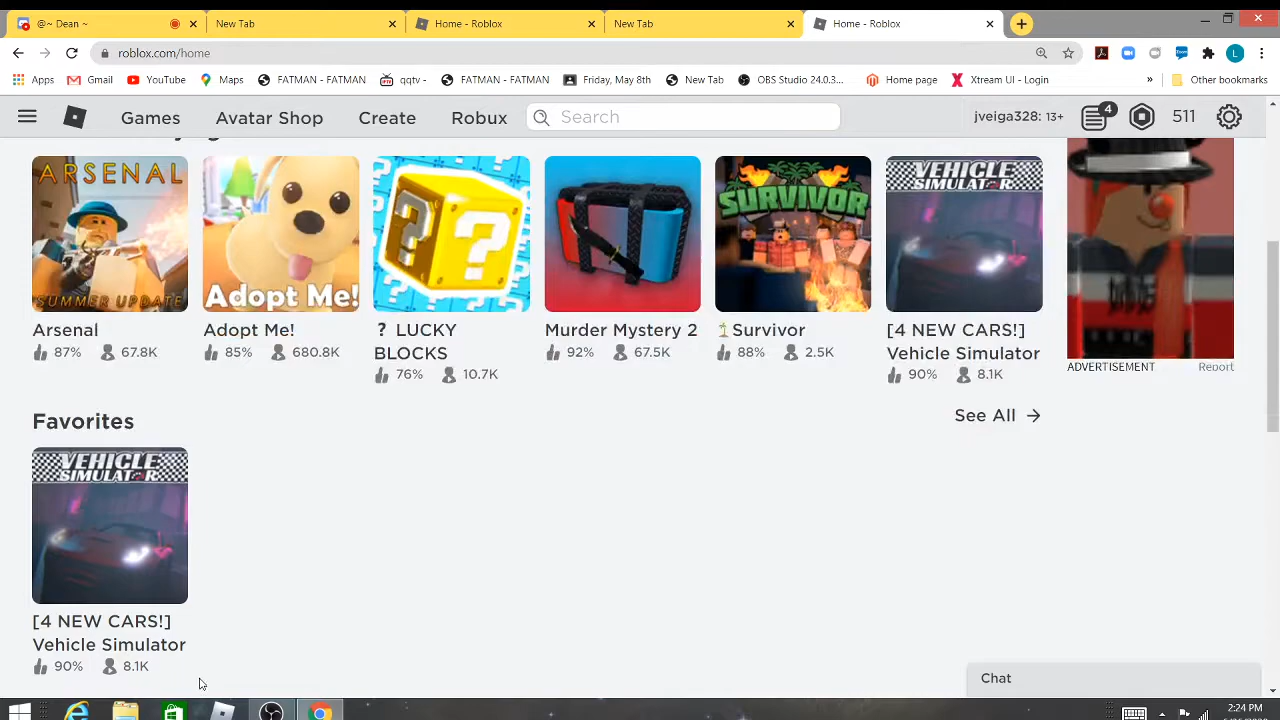 @~ Dean ~
New Tab
Home - Roblox
New Tab
Home - Roblox
roblox.com/home
Apps
Gmail
YouTube
Maps
FATMAN - FATMAN
qqtv -
FATMAN - FATMAN
Friday, May 8th
New Tab
OBS Studio 24.0.3...
Home page
Xtream UI - Login
»
Other bookmarks
Games
Avatar Shop
Create
Robux
Search
jveiga328: 13+
4
511
ARSENAL
SUMMER UPDATE
Adopt Me!
SURVIVOR
VEHICLE
SIMULATOR
Arsenal
87% 67.8K
Adopt Me!
85% 680.8K
? LUCKY
BLOCKS
76% 10.7K
Murder Mystery 2
92% 67.5K
Survivor
88% 2.5K
[4 NEW CARS!]
Vehicle Simulator
90% 8.1K
ADVERTISEMENT
Report
Favorites
See All
VEHICLE
SIMULATOR
[4 NEW CARS!]
Vehicle Simulator
90% 8.1K
Chat
2:24 PM